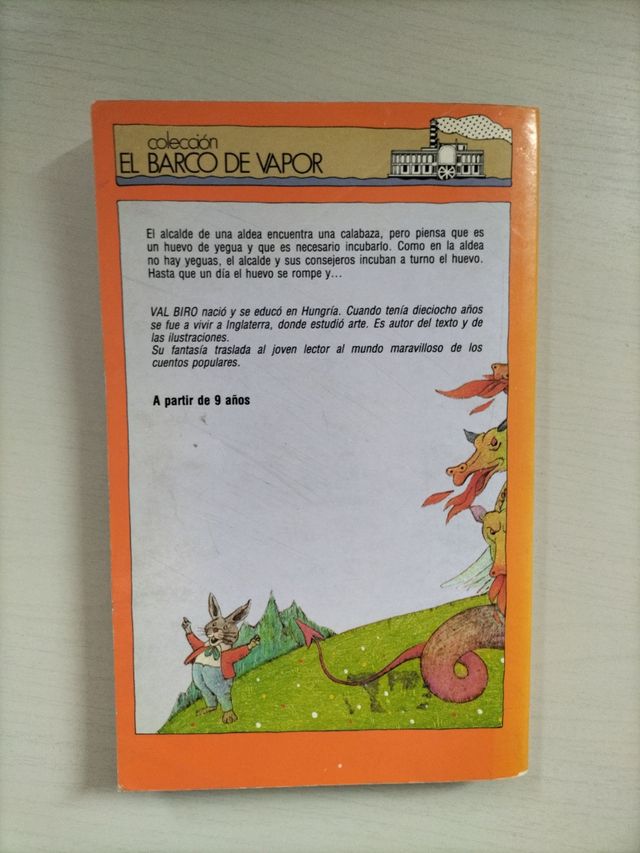 colección
EL BARCO DE VAPOR
El alcalde de una aldea encuentra una calabaza, pero piensa que es
un huevo de yegua y que es necesario incubarlo. Como en la aldea
no hay yeguas, el alcalde y sus consejeros incuban a turno el huevo.
Hasta que un día el huevo se rompe y...
VAL BIRO nació y se educó en Hungría. Cuando tenía dieciocho años
se fue a vivir a Inglaterra, donde estudió arte. Es autor del texto y de
las ilustraciones.
Su fantasía traslada al joven lector al mundo maravilloso de los
cuentos populares.
A partir de 9 años